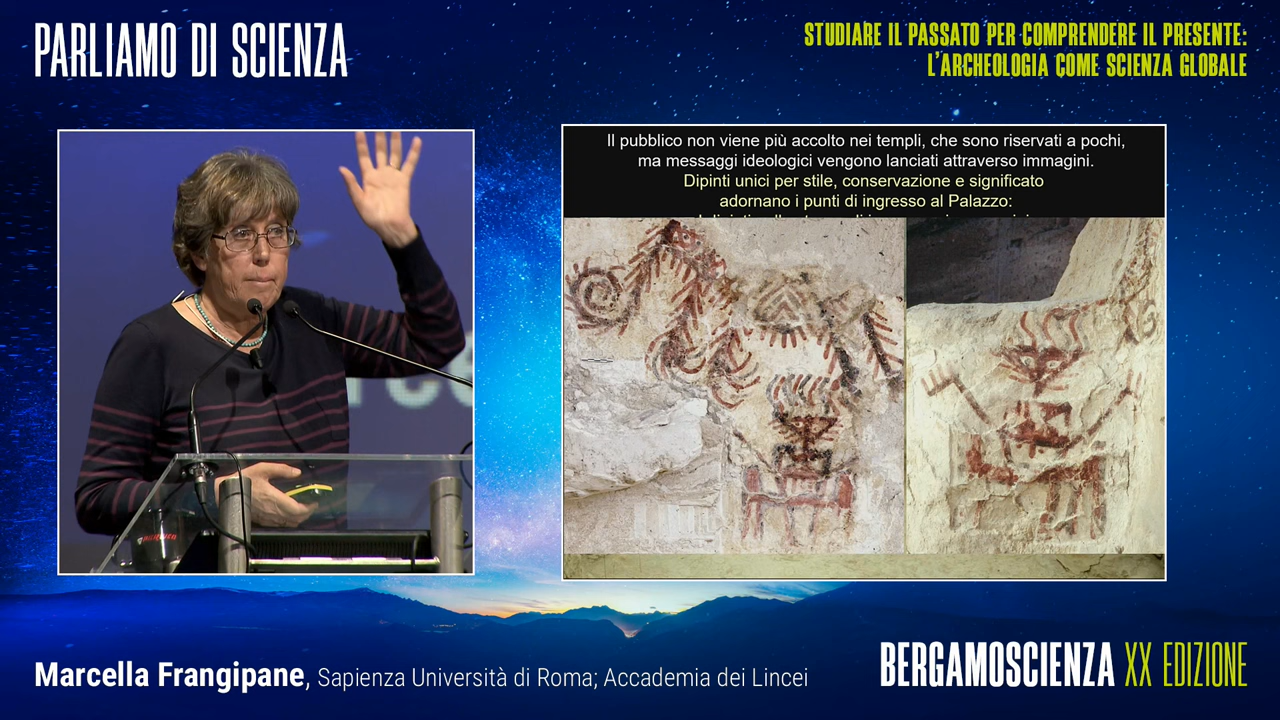 PARLIAMO DI SCIENZA
STUDIARE IL PASSATO PER COMPRENDERE IL PRESENTE:
L'ARCHEOLOGIA COME SCIENZA GLOBALE
Il pubblico non viene più accolto nei templi, che sono riservati a pochi,
ma messaggi ideologici vengono lanciati attraverso immagini.
Dipinti unici per stile, conservazione e significato
adornano i punti di ingresso al Palazzo:
Marcella Frangipane, Sapienza Università di Roma; Accademia dei Lincei
BERGAMOSCIENZA XX EDIZIONE